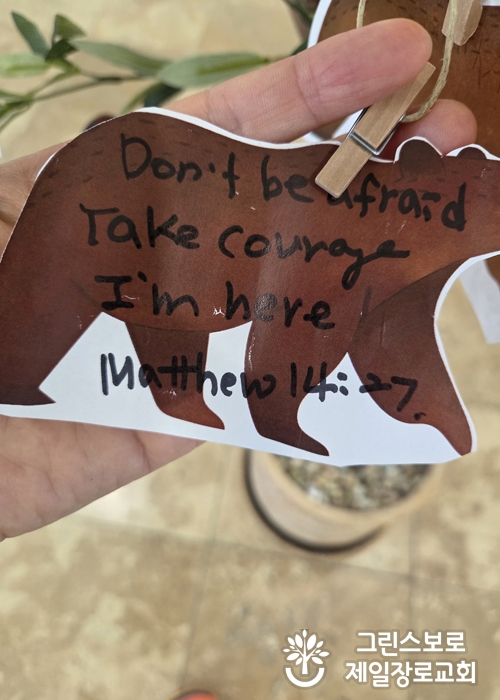 Don't be afraid
Take courage
I'm here!
Matthew 14:27.
그린스보로
제일장로교회